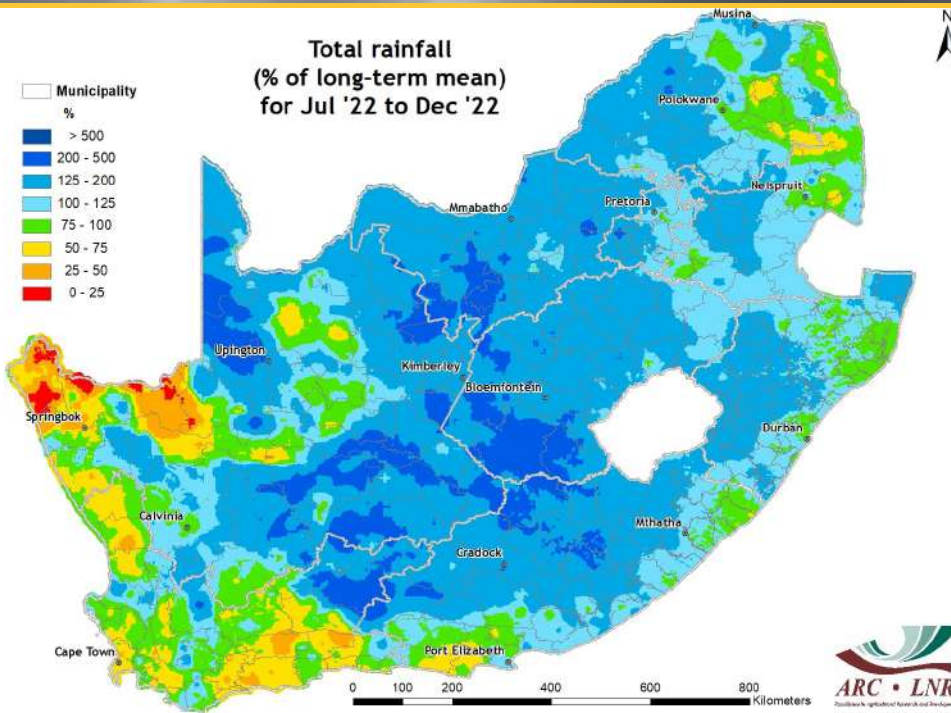 Total rainfall
(% of long-term mean)
for Jul '22 to Dec '22
N
Municipality
%
> 500
200 - 500
125 - 200
100 - 125
75 - 100
50 - 75
25 - 50
0 - 25
Musina
Polokwane
Nelspruit
Pretoria
Mmabatho
Upington
Kimberley
Bloemfontein
Springbok
Durban
Calvinia
Mthatha
Cradock
Cape Town
Port Elizabeth
0 100 200 400 600 800
Kilometers
ARC • LNR